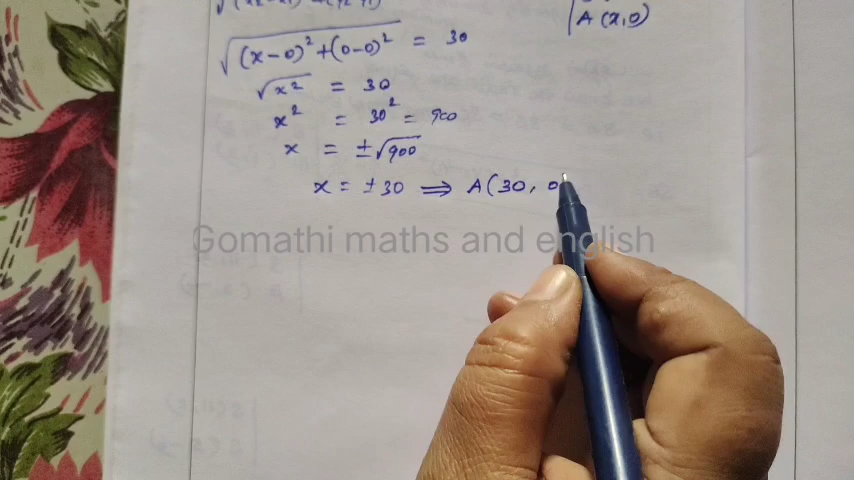 A(x,0)
√(x-0)²+(0-0)² = 30
√x² = 30
x² = 30² = 900
x = ±√900
x = ±30 ⟹ A(30, 0
Gomathi maths and english